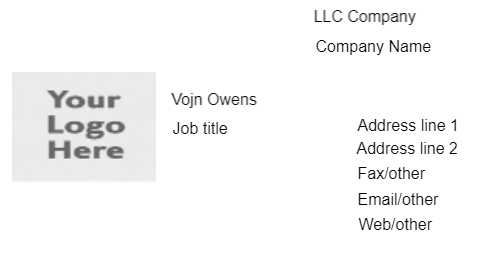 LLC Company
Company Name
Your
Logo
Here
Vojn Owens
Job title
Address line 1
Address line 2
Fax/other
Email/other
Web/other